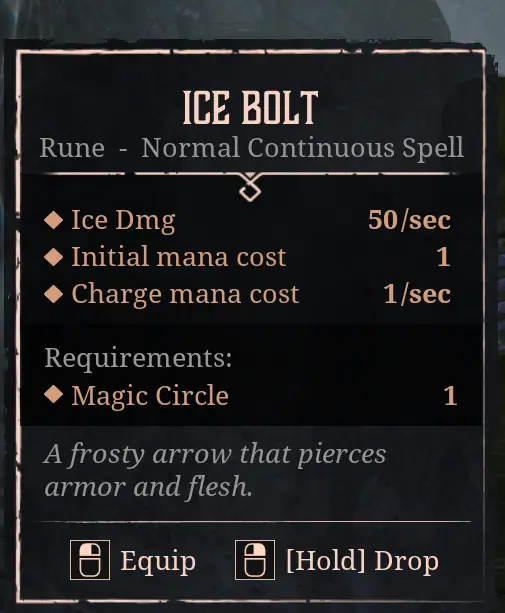 ICE BOLT
Rune - Normal Continuous Spell
Ice Dmg 50/sec
Initial mana cost 1
Charge mana cost 1/sec
Requirements:
Magic Circle 1
A frosty arrow that pierces
armor and flesh.
Equip [Hold] Drop